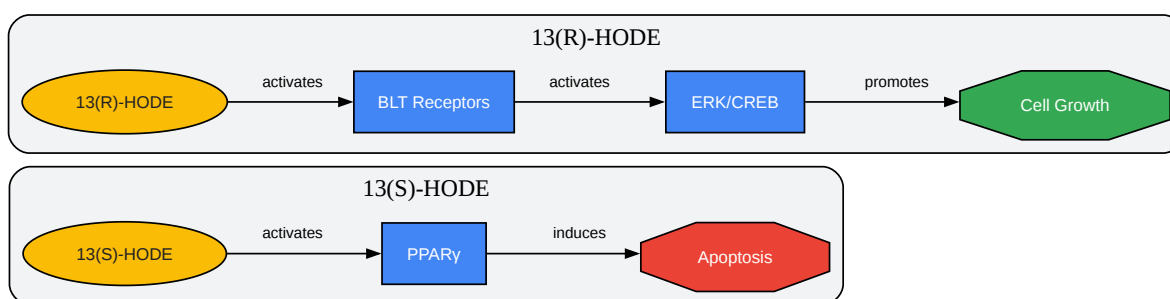 13(R)-HODE
13(R)-HODE
activates
BLT Receptors
activates
ERK/CREB
promotes
Cell Growth
13(S)-HODE
13(S)-HODE
activates
PPARγ
induces
Apoptosis